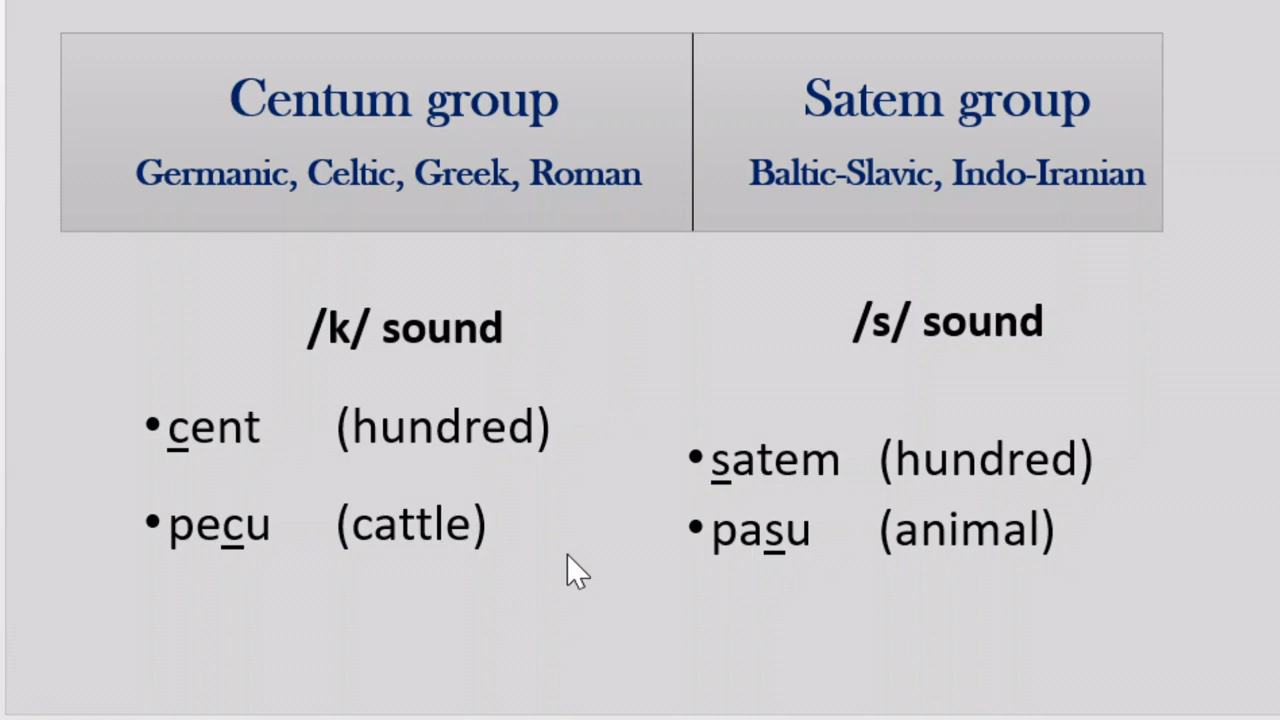 Centum group
Germanic, Celtic, Greek, Roman
Satem group
Baltic-Slavic, Indo-Iranian
/k/ sound
• cent (hundred)
• pecu (cattle)
/s/ sound
• satem (hundred)
• pasu (animal)